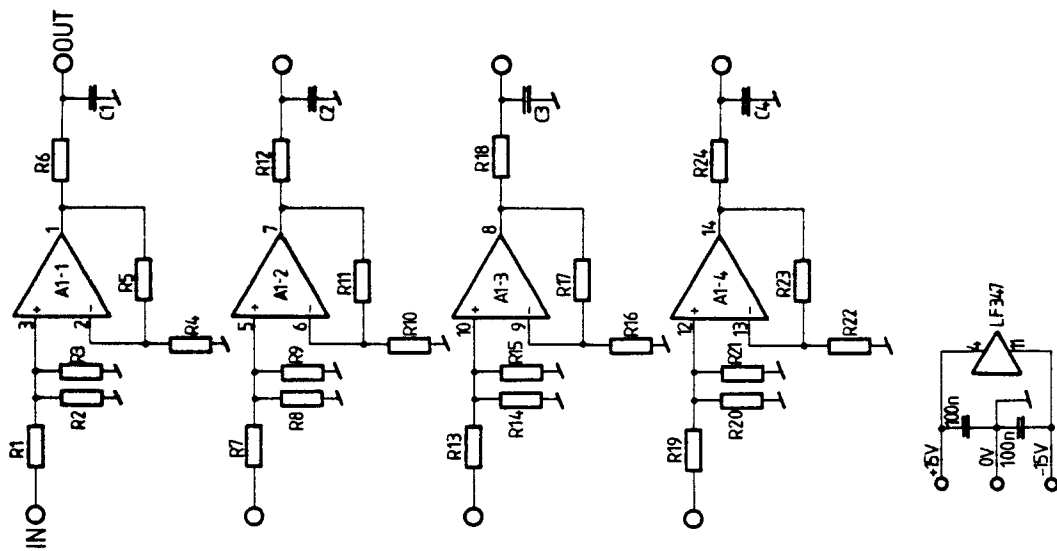 IN
R1
R2
R3
3
+
2
-
A1-1
1
R4
R5
R6
C1
OUT
R7
R8
R9
5
+
6
-
A1-2
7
R10
R11
R12
C2
R13
R14
R15
10
+
9
-
A1-3
8
R16
R17
R18
C3
R19
R20
R21
12
+
13
-
A1-4
14
R22
R23
R24
C4
+15V
0V
-15V
100n
100n
4
11
LF347